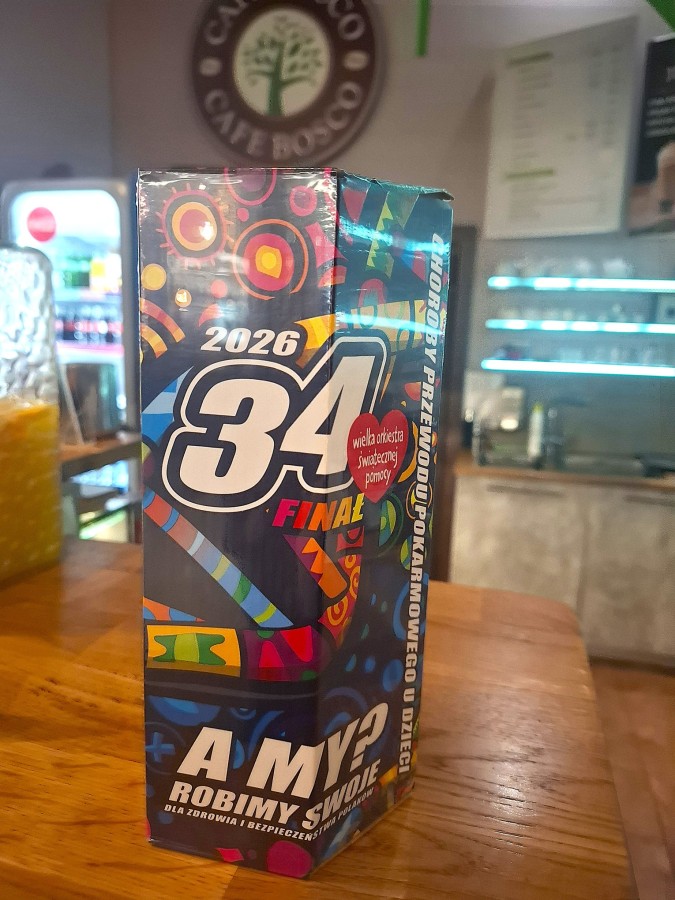 CAFE BOSCO
CAFE BOSCO
2026
34
FINAŁ
wielka orkiestra
świątecznej
pomocy
CHOROBY PRZEWODU POKARMOWEGO U DZIECI
A MY?
ROBIMY SWOJE
DLA ZDROWIA I BEZPIECZEŃSTWA POLAKÓW